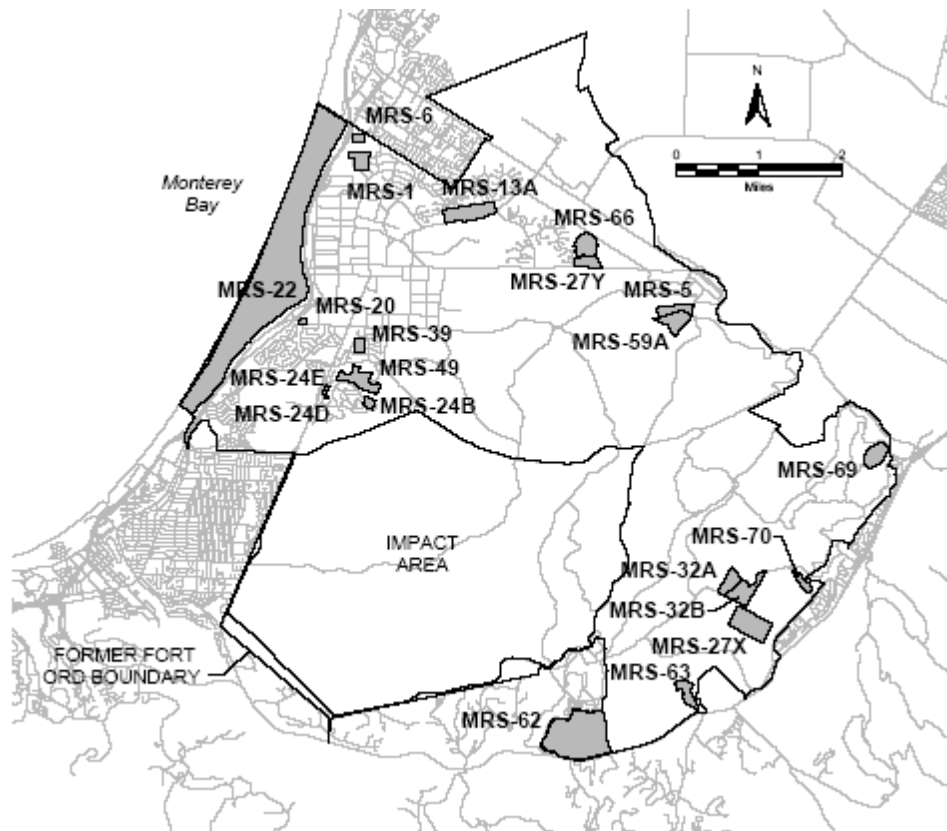 N
0 1 2
Miles
MRS-6
Monterey
Bay
MRS-1
MRS-13A
MRS-66
MRS-27Y
MRS-22
MRS-20
MRS-5
MRS-39
MRS-59A
MRS-24E
MRS-49
MRS-24D
MRS-24B
MRS-69
IMPACT
AREA
MRS-70
MRS-32A
MRS-32B
MRS-27X
FORMER FORT
ORD BOUNDARY
MRS-63
MRS-62